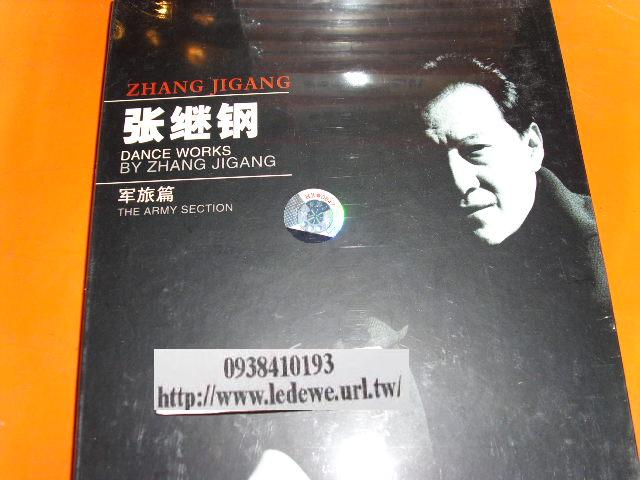 ZHANG JIGANG
张继钢
DANCE WORKS
BY ZHANG JIGANG
军旅篇
THE ARMY SECTION
0938410193
http://www.ledewe.url.tw/